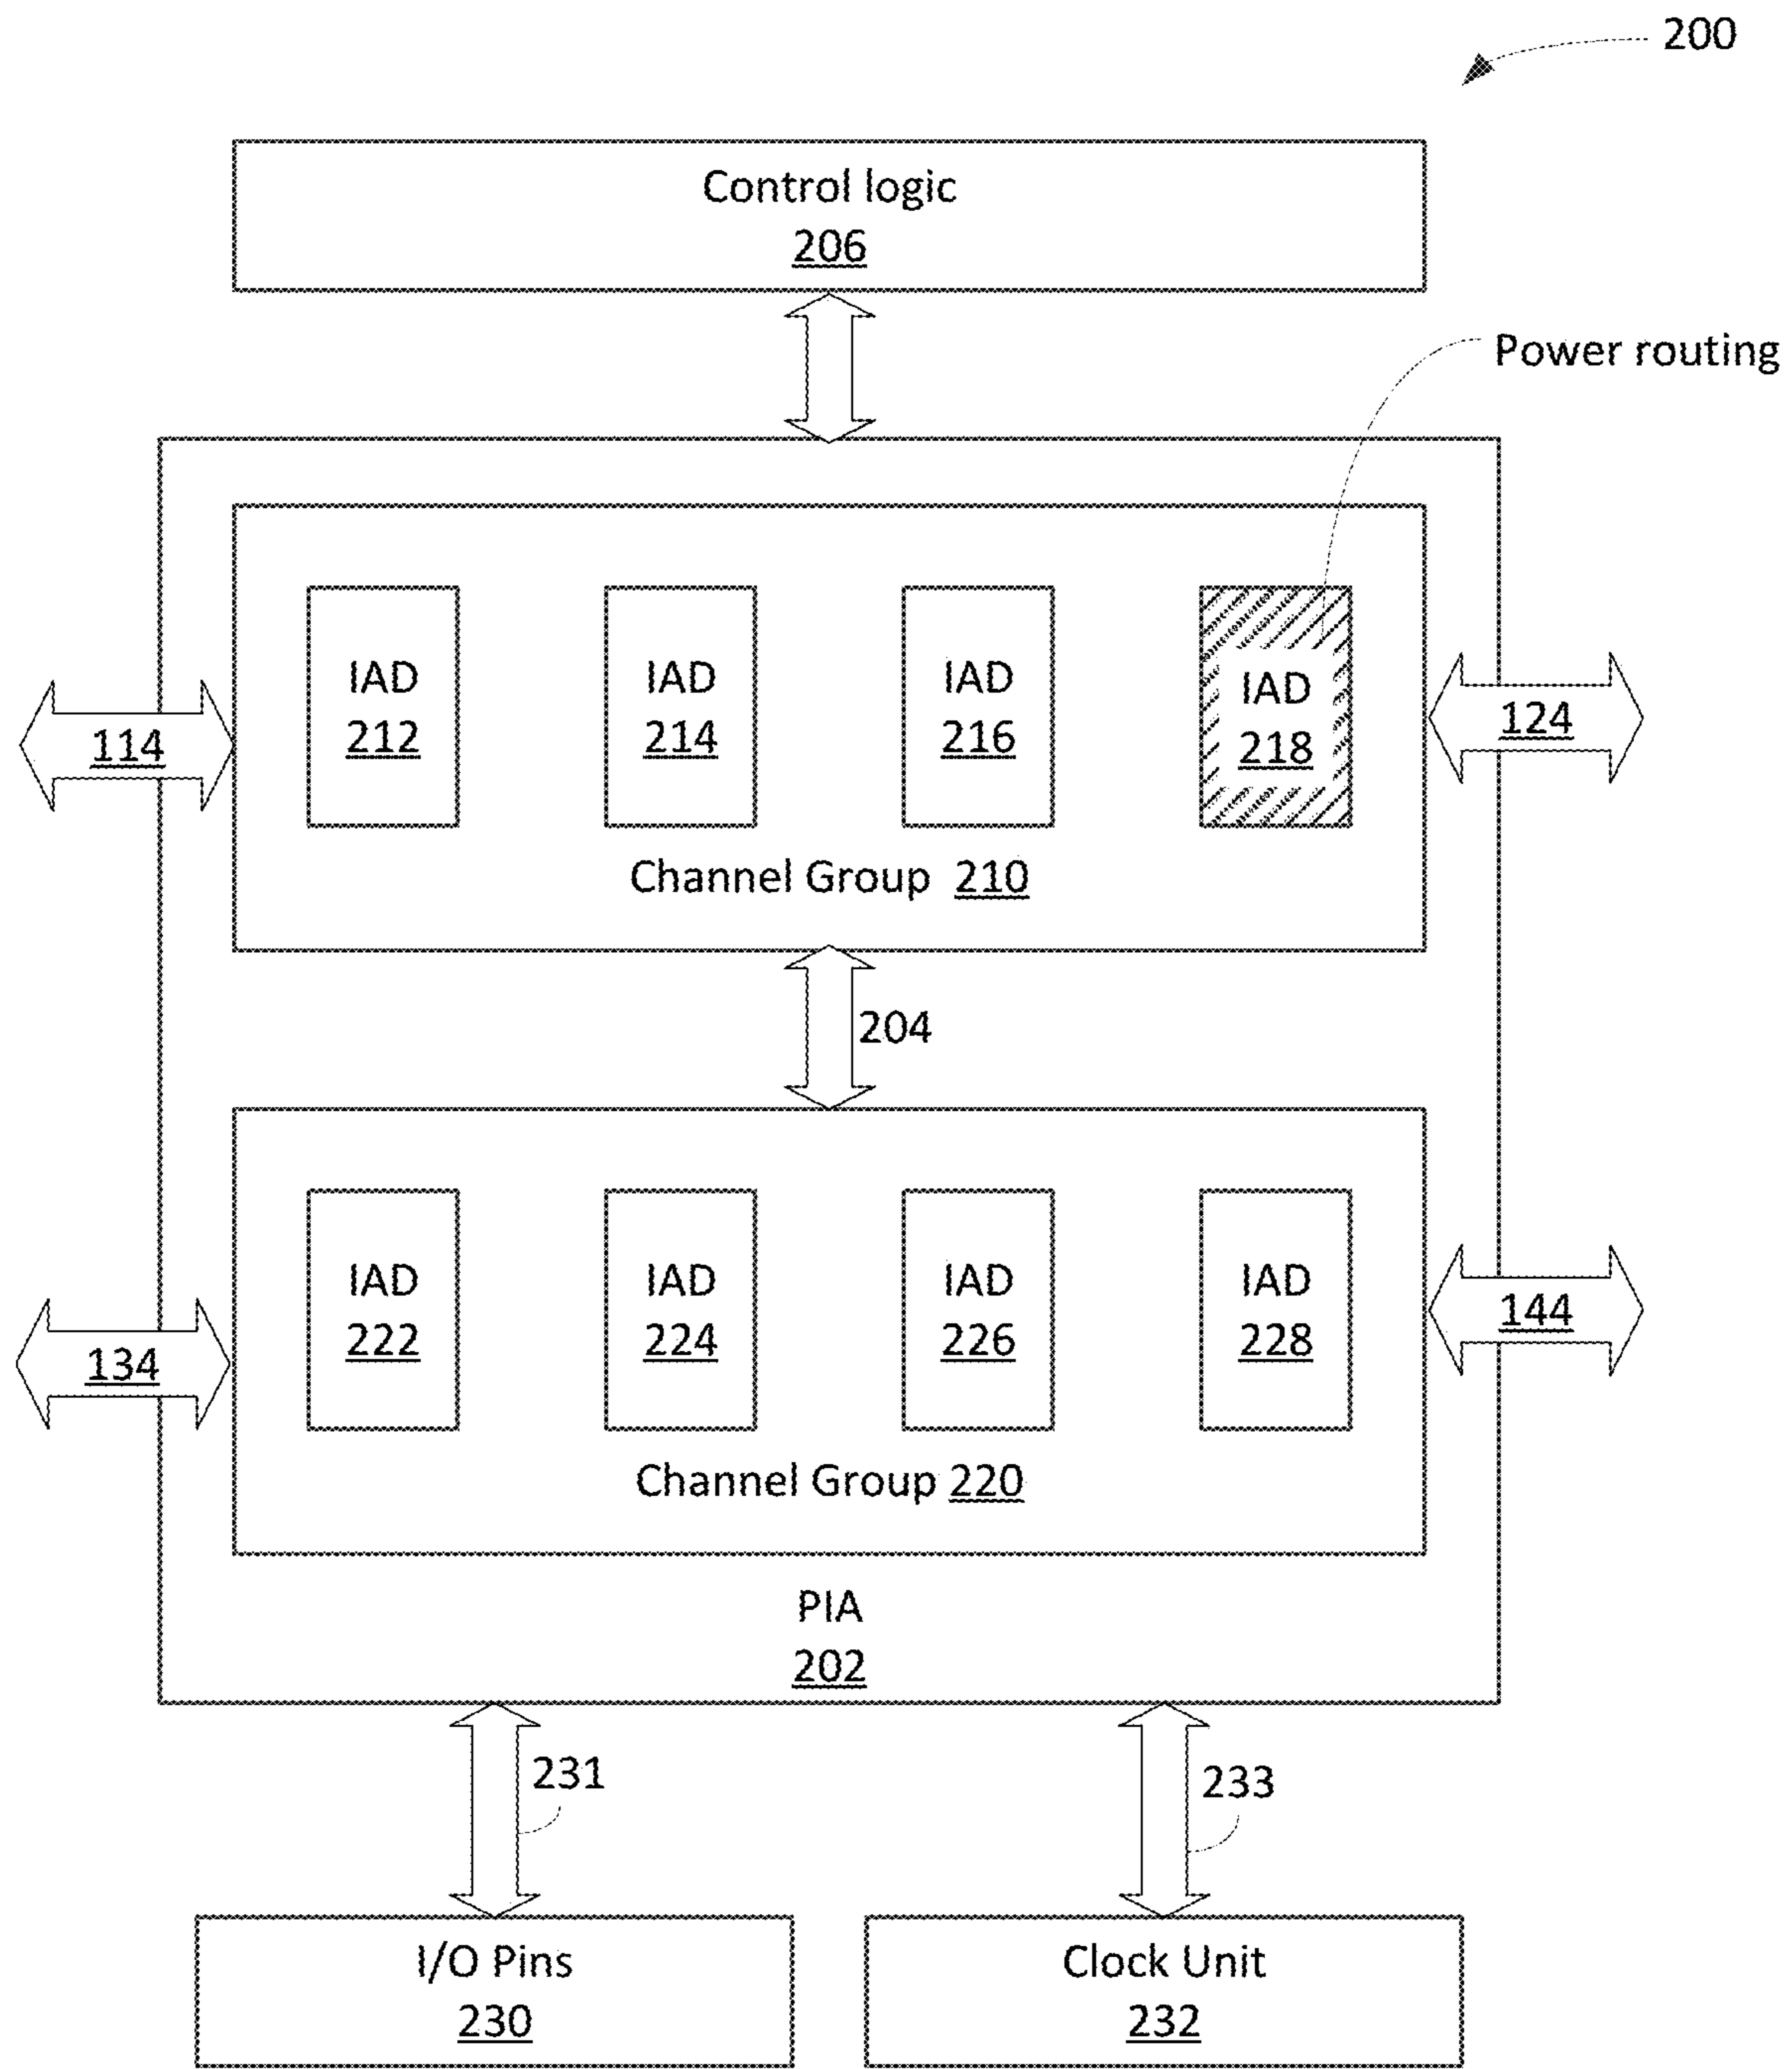 200
Control logic
206
Power routing
IAD
212
IAD
214
IAD
216
IAD
218
114
124
Channel Group 210
204
IAD
222
IAD
224
IAD
226
IAD
228
134
144
Channel Group 220
PIA
202
231
233
I/O Pins
230
Clock Unit
232